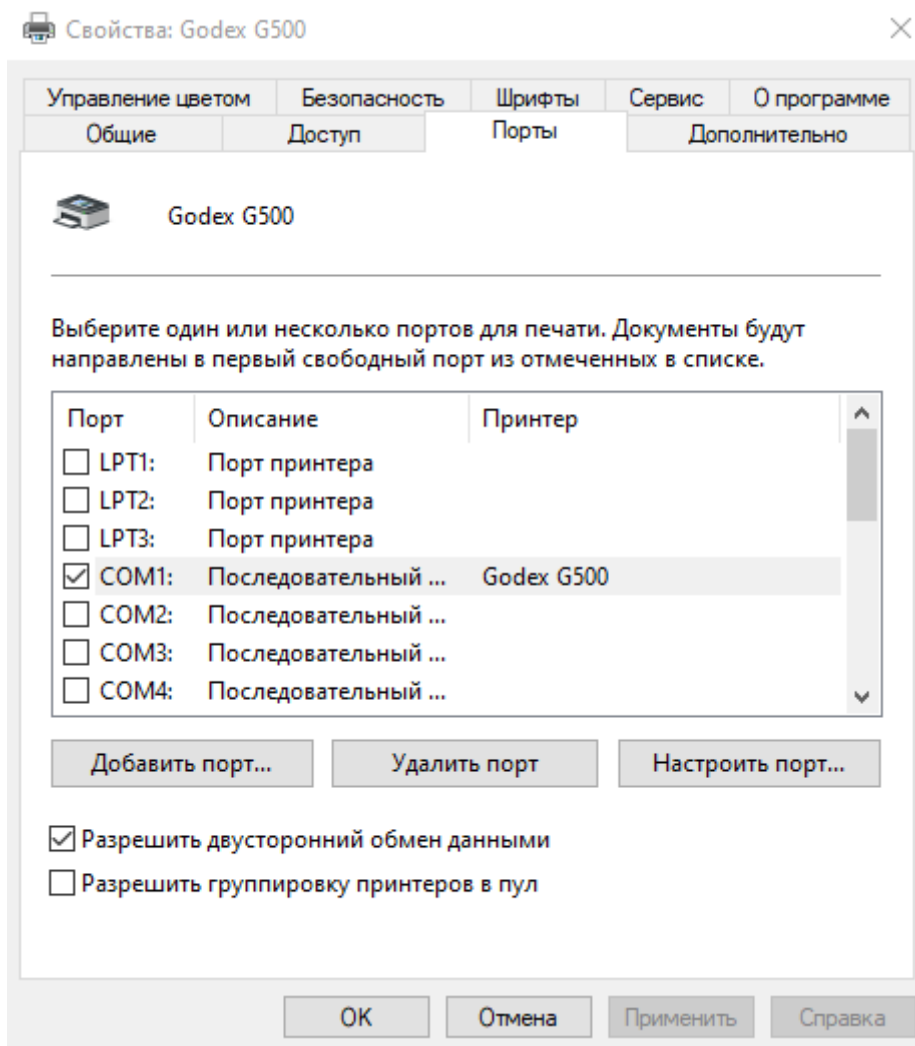 Свойства: Godex G500
Управление цветом Безопасность Шрифты Сервис О программе
Общие Доступ Порты Дополнительно
Godex G500
Выберите один или несколько портов для печати. Документы будут
направлены в первый свободный порт из отмеченных в списке.
Порт Описание Принтер
LPT1: Порт принтера
LPT2: Порт принтера
LPT3: Порт принтера
COM1: Последовательный ... Godex G500
COM2: Последовательный ...
COM3: Последовательный ...
COM4: Последовательный ...
Добавить порт... Удалить порт Настроить порт...
Разрешить двусторонний обмен данными
Разрешить группировку принтеров в пул
OK Отмена Применить Справка